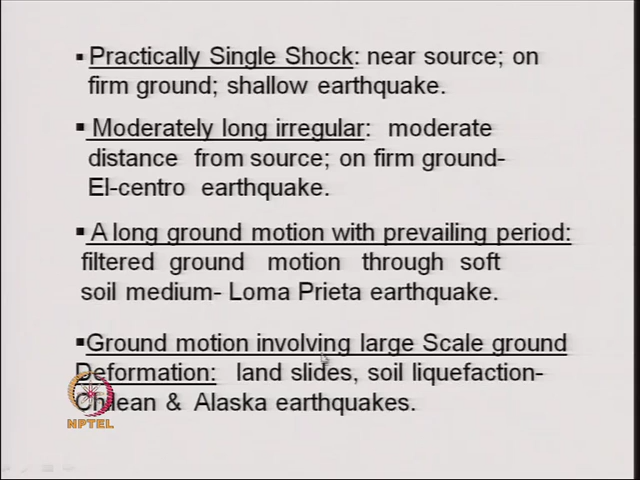 ▪Practically Single Shock: near source; on
firm ground; shallow earthquake.
▪ Moderately long irregular: moderate
distance from source; on firm ground-
El-centro earthquake.
▪ A long ground motion with prevailing period:
filtered ground motion through soft
soil medium- Loma Prieta earthquake.
▪Ground motion involving large Scale ground
Deformation: land slides, soil liquefaction-
Chilean & Alaska earthquakes.
NPTEL